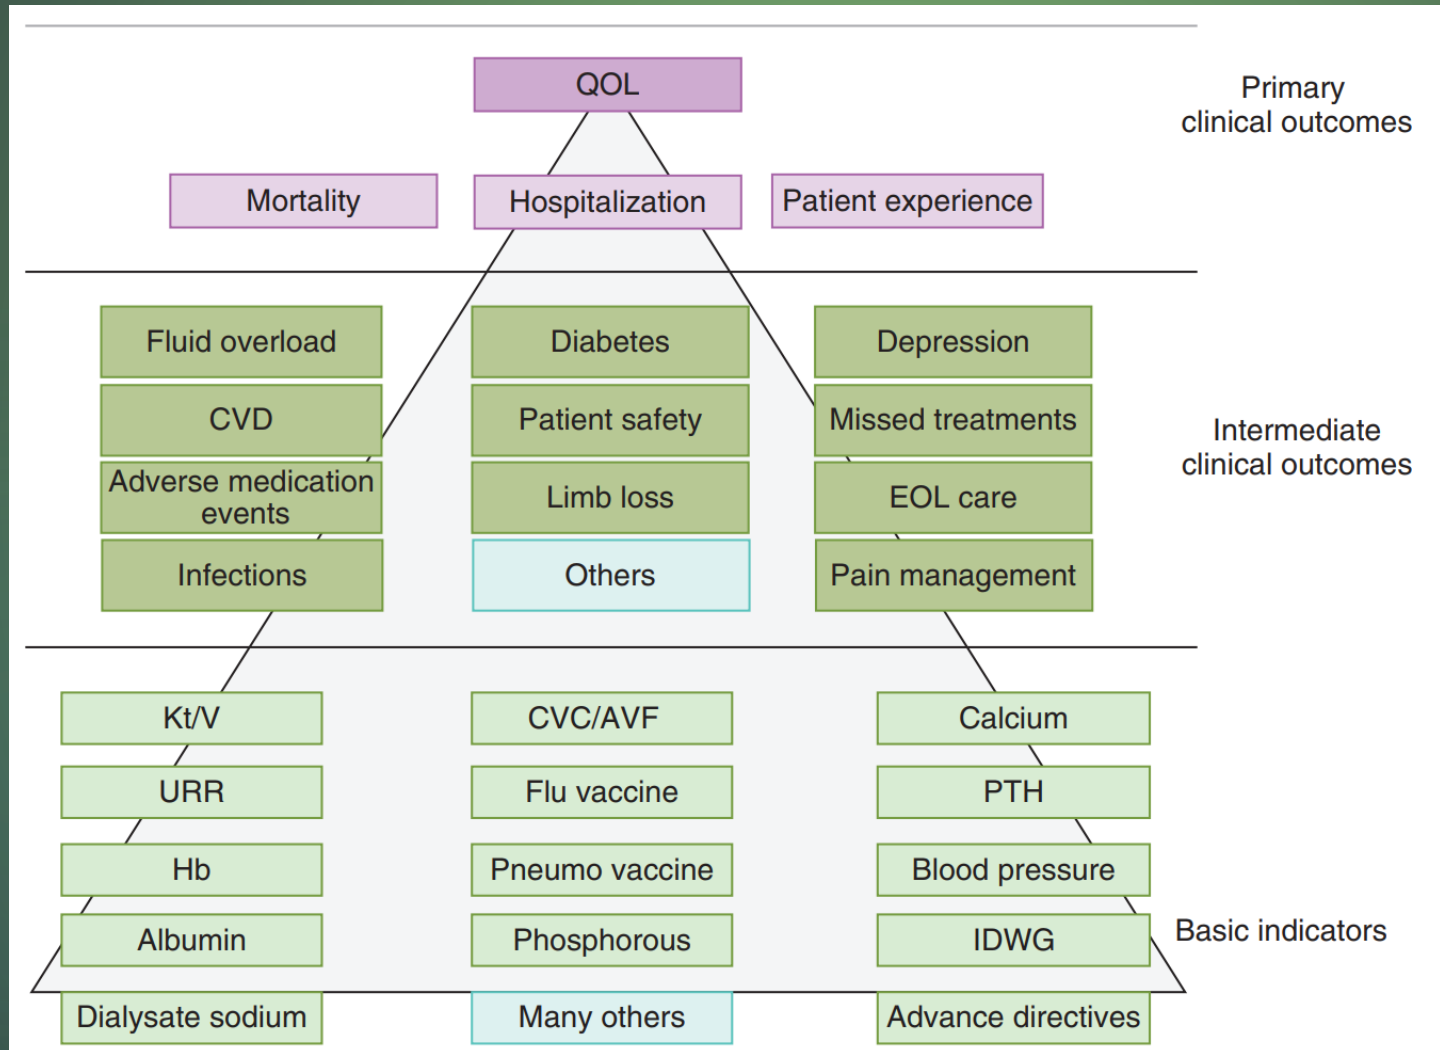 QOL
Primary
clinical outcomes
Mortality
Hospitalization
Patient experience
Fluid overload
Diabetes
Depression
CVD
Patient safety
Missed treatments
Intermediate
clinical outcomes
Adverse medication
events
Limb loss
EOL care
Infections
Others
Pain management
Kt/V
CVC/AVF
Calcium
URR
Flu vaccine
PTH
Hb
Pneumo vaccine
Blood pressure
Albumin
Phosphorous
IDWG
Basic indicators
Dialysate sodium
Many others
Advance directives